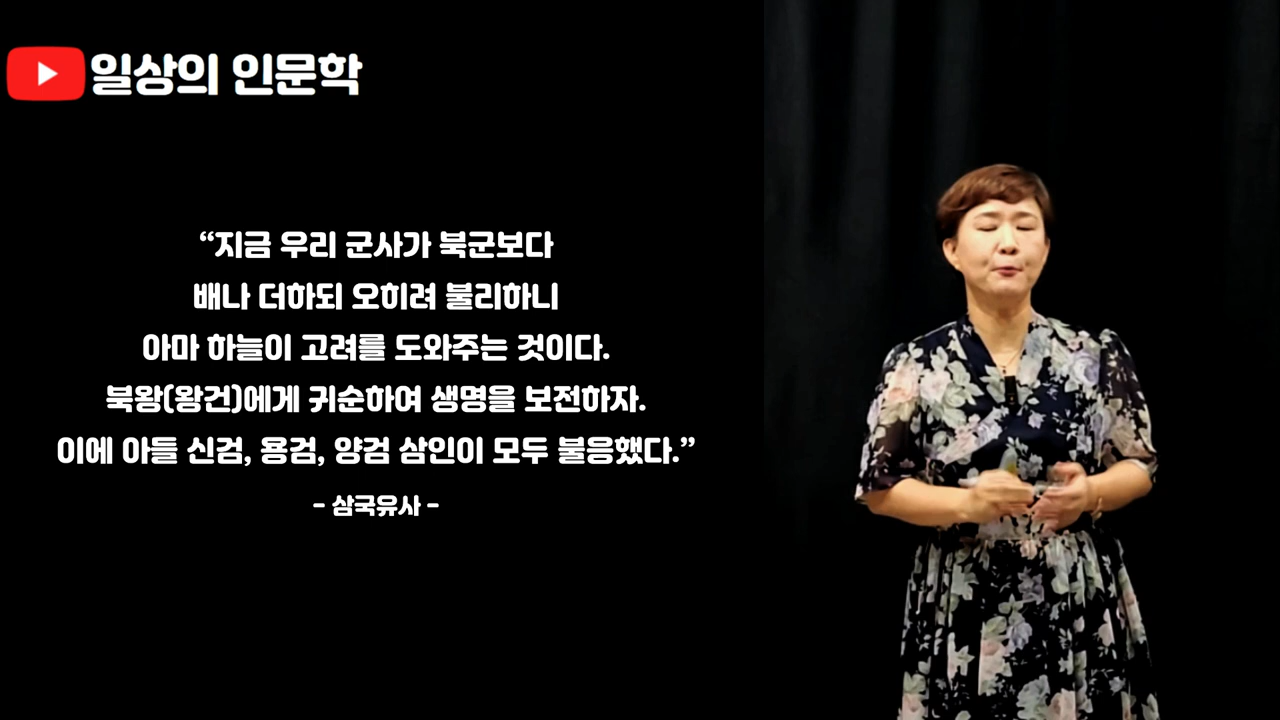 일상의 인문학
“지금 우리 군사가 북군보다
배나 더하되 오히려 불리하니
아마 하늘이 고려를 도와주는 것이다.
북왕(왕건)에게 귀순하여 생명을 보전하자.
이에 아들 신검, 용검, 양검 삼인이 모두 불응했다.”
- 삼국유사 -